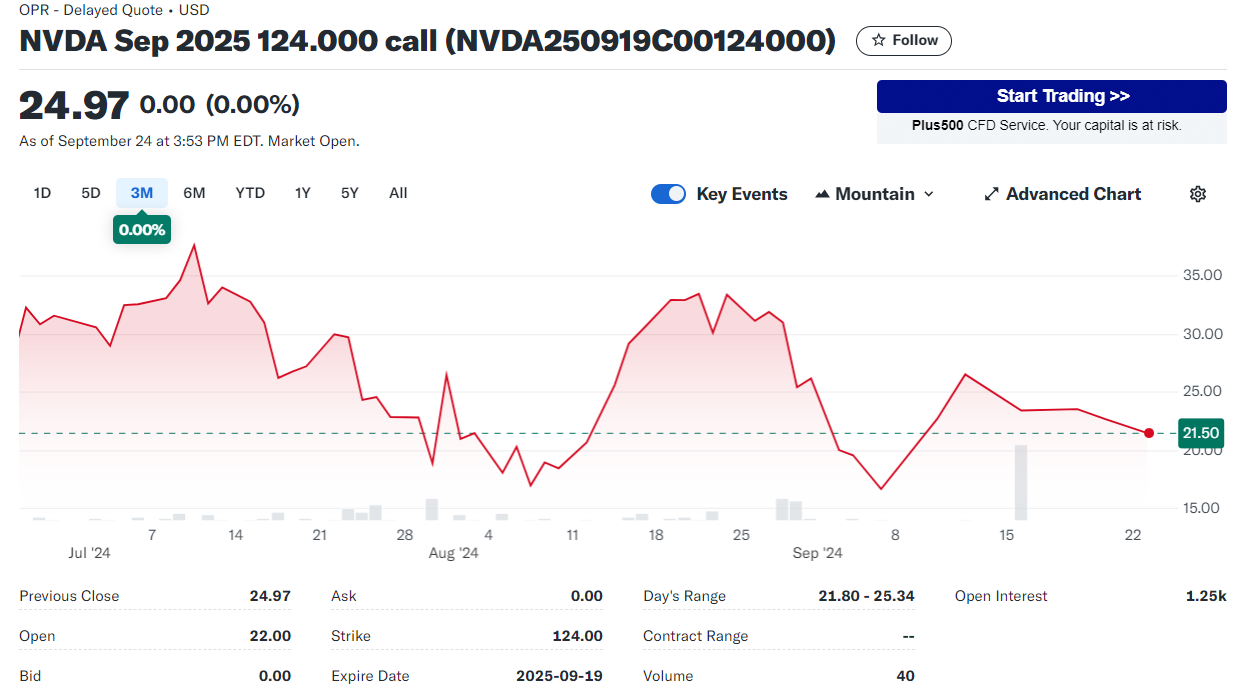 OPR - Delayed Quote • USD
NVDA Sep 2025 124.000 call (NVDA250919C00124000)
Follow
24.97 0.00 (0.00%)
As of September 24 at 3:53 PM EDT. Market Open.
Start Trading >>
Plus500 CFD Service. Your capital is at risk.
1D 5D 3M 6M YTD 1Y 5Y All
0.00%
Key Events Mountain Advanced Chart
35.00
30.00
25.00
21.50
20.00
15.00
7 14 21 28 4 11 18 25 8 15 22
Jul '24 Aug '24 Sep '24
Previous Close 24.97 Ask 0.00 Day's Range 21.80 - 25.34 Open Interest 1.25k
Open 22.00 Strike 124.00 Contract Range --
Bid 0.00 Expire Date 2025-09-19 Volume 40